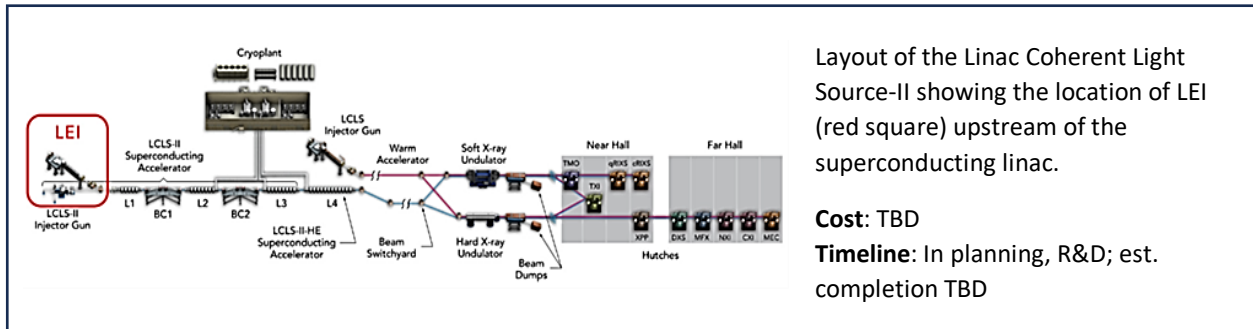 Cryoplant
LEI
LCLS-II
Superconducting
Accelerator
LCLS
Injector Gun
Warm
Accelerator
Soft X-ray
Undulator
Near Hall
Far Hall
TMO
qRIXS
cRIXS
TXI
L1
L2
L3
L4
BC1
BC2
LCLS-II
Injector Gun
LCLS-II-HE
Superconducting
Accelerator
Beam
Switchyard
Hard X-ray
Undulator
Beam
Dumps
XPP
DXS
MFX
NXI
CXI
MEC
Hutches
Layout of the Linac Coherent Light
Source-II showing the location of LEI
(red square) upstream of the
superconducting linac.
Cost: TBD
Timeline: In planning, R&D; est.
completion TBD